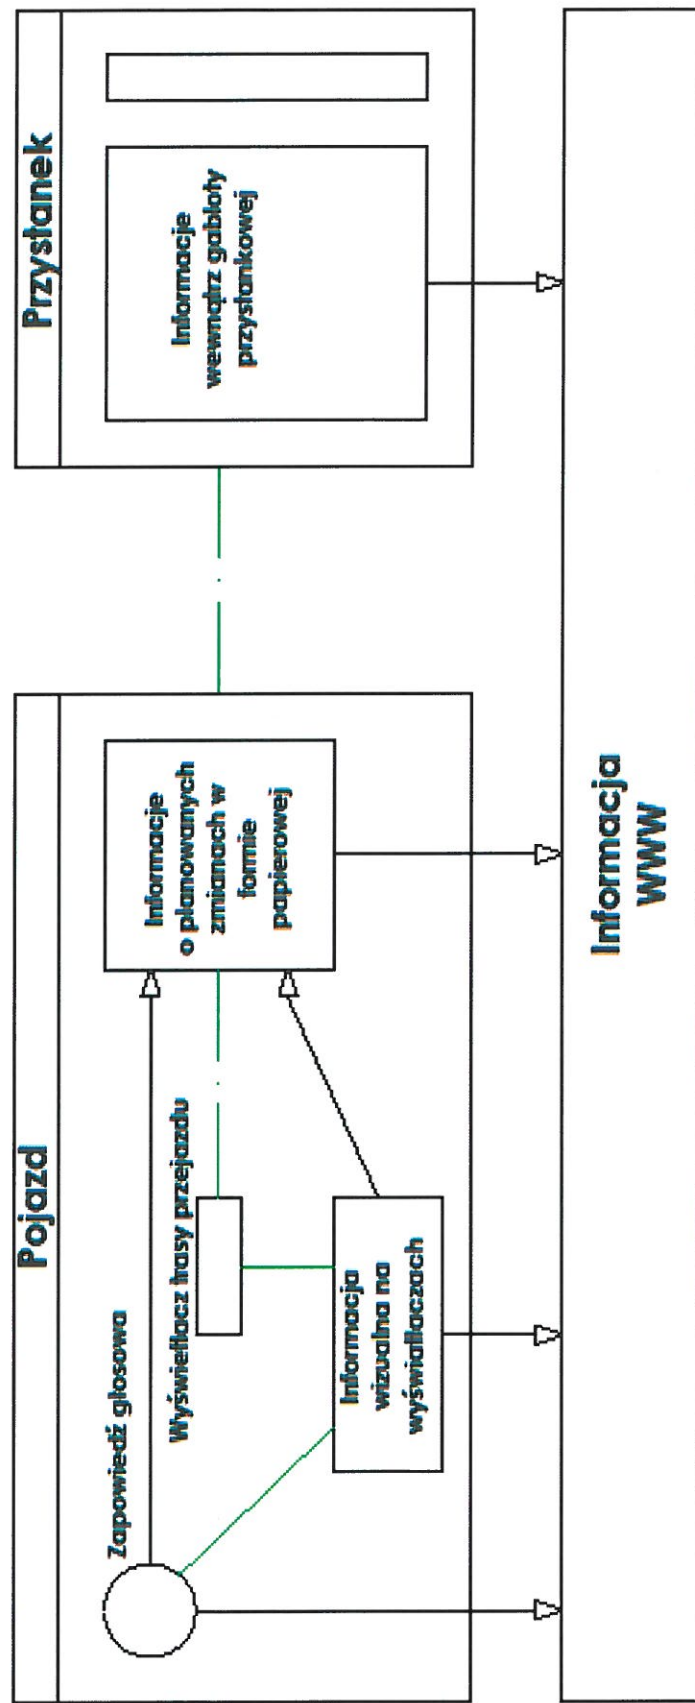 Pojazd
Zapowiedź głosowa
Wyświetlacz trasy przejazdu
Informacja
wizualna na
wyświatlaczach
Informacje
o planowanych
zmianach w
formie
papierowej
Przystanek
Informacje
wewnątrz gabloty
przystankowej
Informacja
WWW